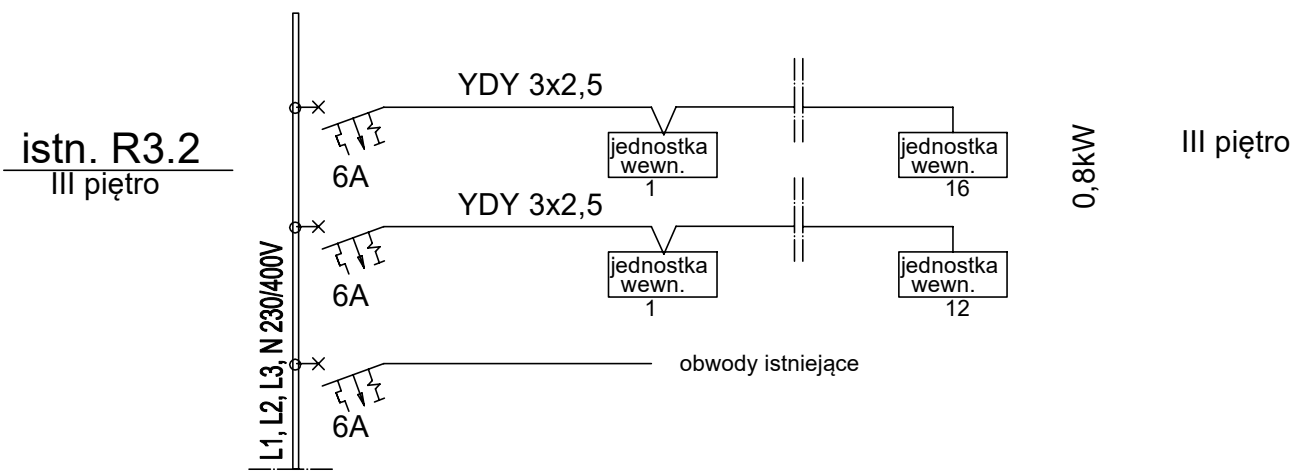 istn. R3.2
III piętro
L1, L2, L3, N 230/400V
YDY 3x2,5
6A
jednostka
wewn.
1
jednostka
wewn.
16
YDY 3x2,5
6A
jednostka
wewn.
1
jednostka
wewn.
12
6A
obwody istniejące
0,8kW
III piętro